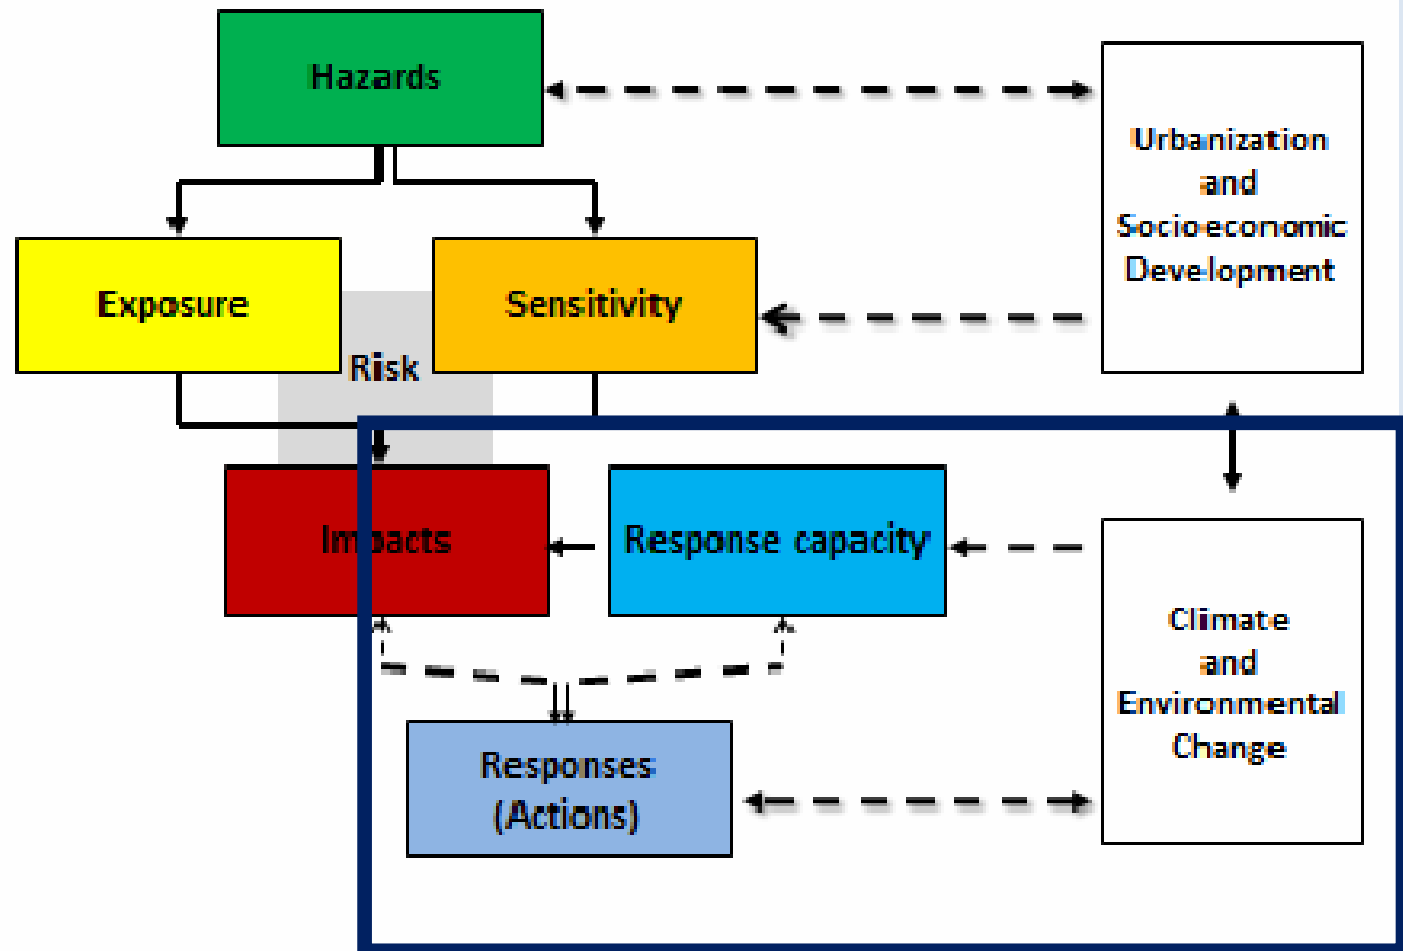 Hazards
Urbanization
and
Socioeconomic
Development
Exposure
Sensitivity
Risk
Impacts
Response capacity
Climate
and
Environmental
Change
Responses
(Actions)